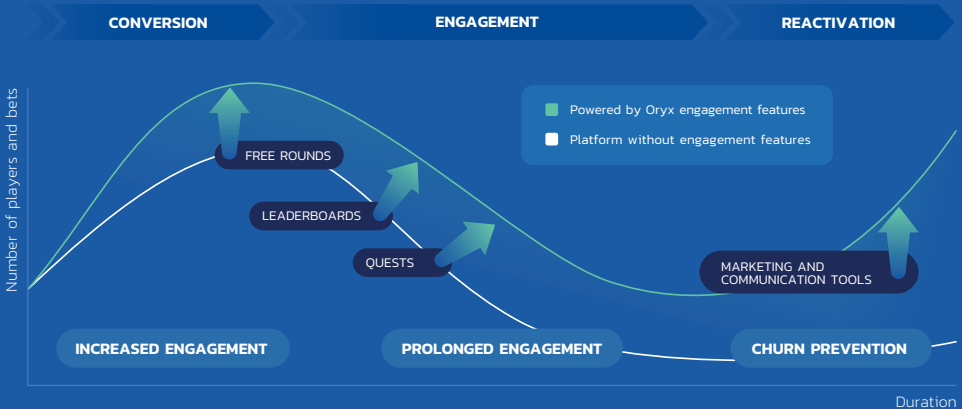 CONVERSION
ENGAGEMENT
REACTIVATION
Number of players and bets
Powered by Oryx engagement features
Platform without engagement features
FREE ROUNDS
LEADERBOARDS
QUESTS
MARKETING AND
COMMUNICATION TOOLS
INCREASED ENGAGEMENT
PROLONGED ENGAGEMENT
CHURN PREVENTION
Duration